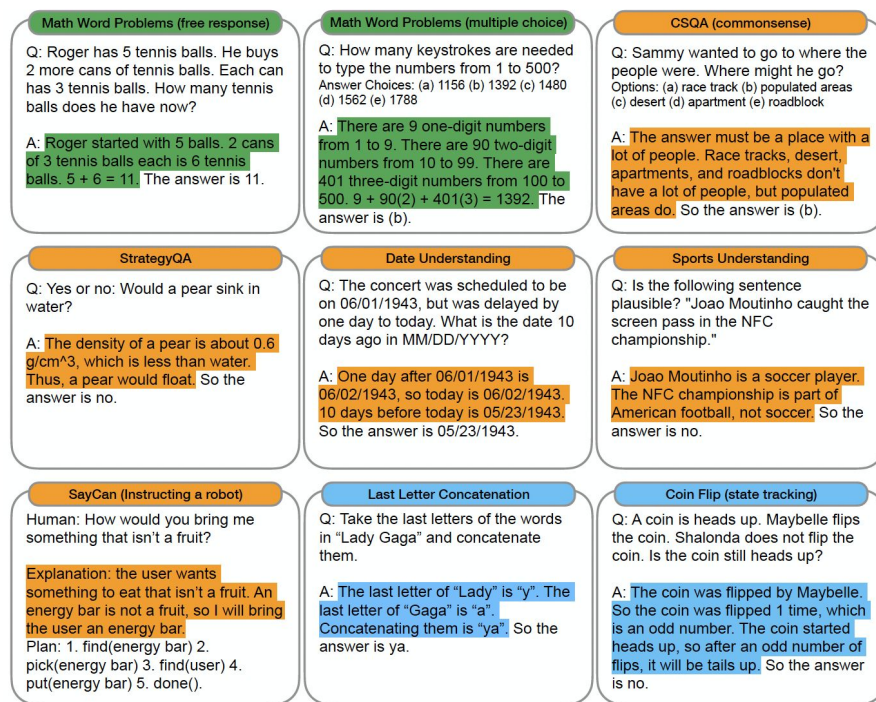 Math Word Problems (free response)
Q: Roger has 5 tennis balls. He buys
2 more cans of tennis balls. Each can
has 3 tennis balls. How many tennis
balls does he have now?
A: Roger started with 5 balls. 2 cans
of 3 tennis balls each is 6 tennis
balls. 5 + 6 = 11. The answer is 11.
Math Word Problems (multiple choice)
Q: How many keystrokes are needed
to type the numbers from 1 to 500?
Answer Choices: (a) 1156 (b) 1392 (c) 1480
(d) 1562 (e) 1788
A: There are 9 one-digit numbers
from 1 to 9. There are 90 two-digit
numbers from 10 to 99. There are
401 three-digit numbers from 100 to
500. 9 + 90(2) + 401(3) = 1392. The
answer is (b).
CSQA (commonsense)
Q: Sammy wanted to go to where the
people were. Where might he go?
Options: (a) race track (b) populated areas
(c) desert (d) apartment (e) roadblock
A: The answer must be a place with a
lot of people. Race tracks, desert,
apartments, and roadblocks don't
have a lot of people, but populated
areas do. So the answer is (b).
StrategyQA
Q: Yes or no: Would a pear sink in
water?
A: The density of a pear is about 0.6
g/cm^3, which is less than water.
Thus, a pear would float. So the
answer is no.
Date Understanding
Q: The concert was scheduled to be
on 06/01/1943, but was delayed by
one day to today. What is the date 10
days ago in MM/DD/YYYY?
A: One day after 06/01/1943 is
06/02/1943, so today is 06/02/1943.
10 days before today is 05/23/1943.
So the answer is 05/23/1943.
Sports Understanding
Q: Is the following sentence
plausible? "Joao Moutinho caught the
screen pass in the NFC
championship."
A: Joao Moutinho is a soccer player.
The NFC championship is part of
American football, not soccer. So the
answer is no.
SayCan (Instructing a robot)
Human: How would you bring me
something that isn't a fruit?
Explanation: the user wants
something to eat that isn't a fruit. An
energy bar is not a fruit, so I will bring
the user an energy bar.
Plan: 1. find(energy bar) 2.
pick(energy bar) 3. find(user) 4.
put(energy bar) 5. done().
Last Letter Concatenation
Q: Take the last letters of the words
in “Lady Gaga” and concatenate
them.
A: The last letter of “Lady” is “y”. The
last letter of “Gaga” is “a”.
Concatenating them is “ya”. So the
answer is ya.
Coin Flip (state tracking)
Q: A coin is heads up. Maybelle flips
the coin. Shalonda does not flip the
coin. Is the coin still heads up?
A: The coin was flipped by Maybelle.
So the coin was flipped 1 time, which
is an odd number. The coin started
heads up, so after an odd number of
flips, it will be tails up. So the answer
is no.